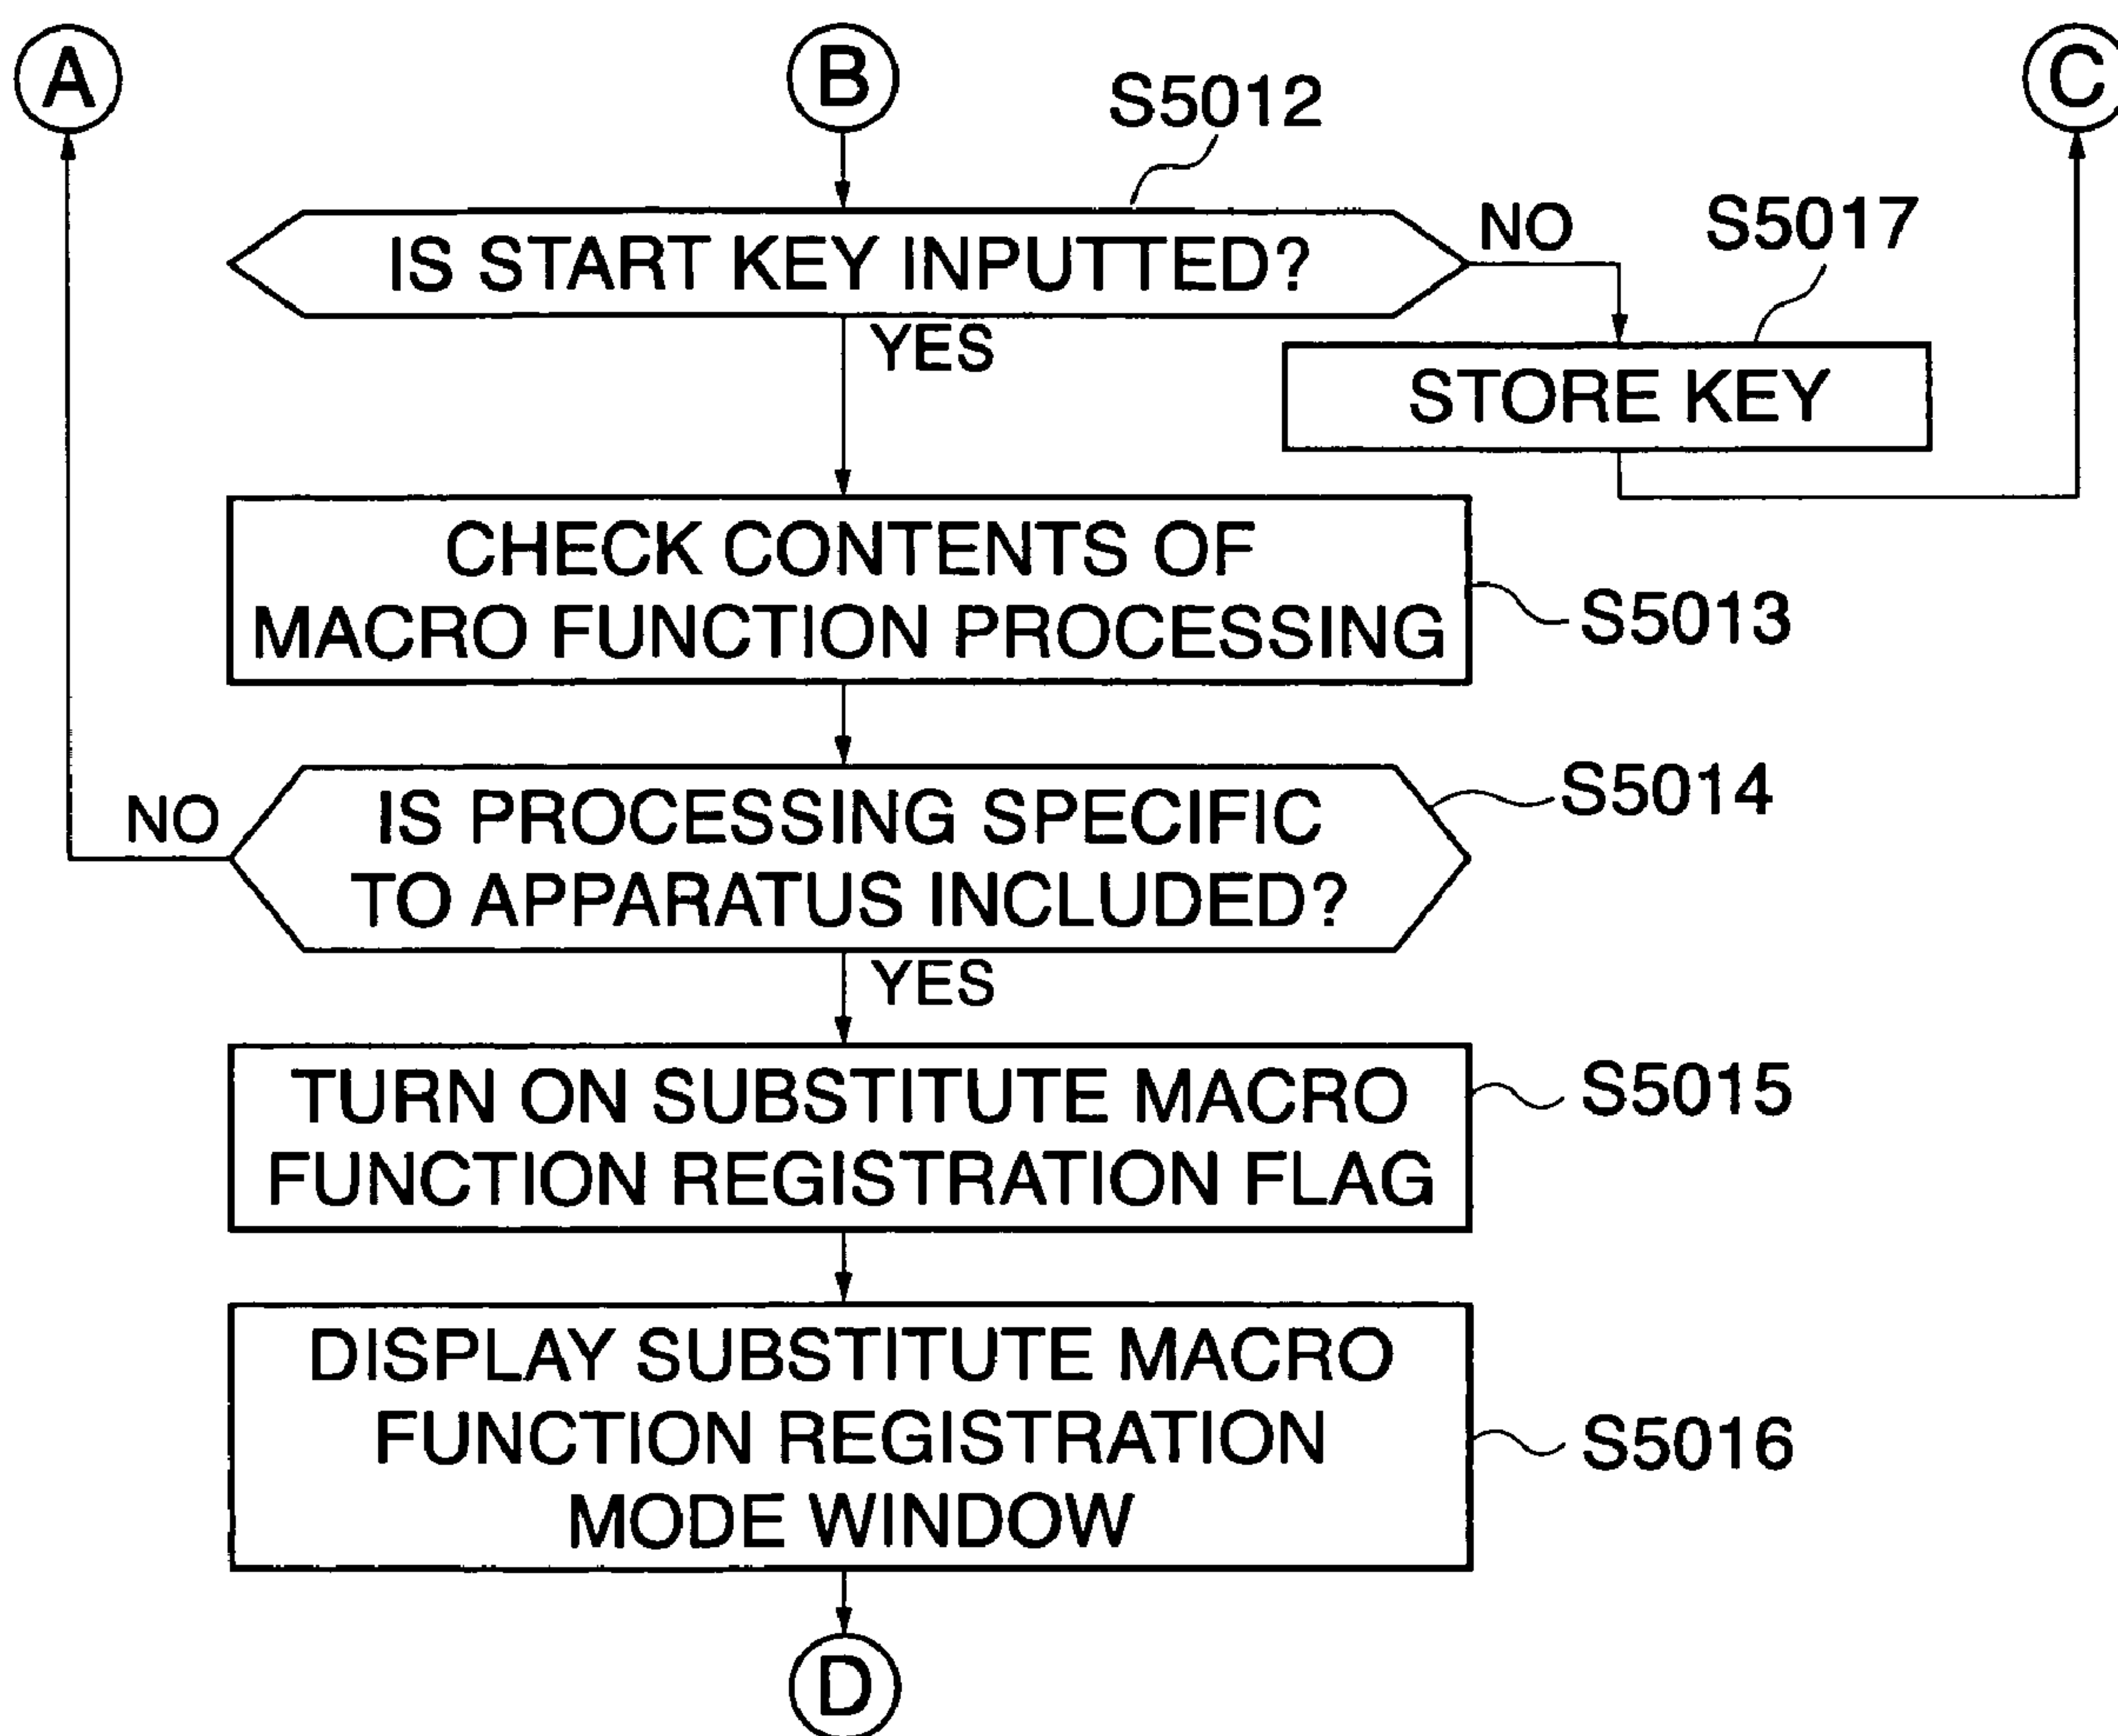 A
B
C
S5012
IS START KEY INPUTTED?
NO
S5017
YES
STORE KEY
CHECK CONTENTS OF
MACRO FUNCTION PROCESSING
S5013
NO
IS PROCESSING SPECIFIC
TO APPARATUS INCLUDED?
S5014
YES
TURN ON SUBSTITUTE MACRO
FUNCTION REGISTRATION FLAG
S5015
DISPLAY SUBSTITUTE MACRO
FUNCTION REGISTRATION
MODE WINDOW
S5016
D